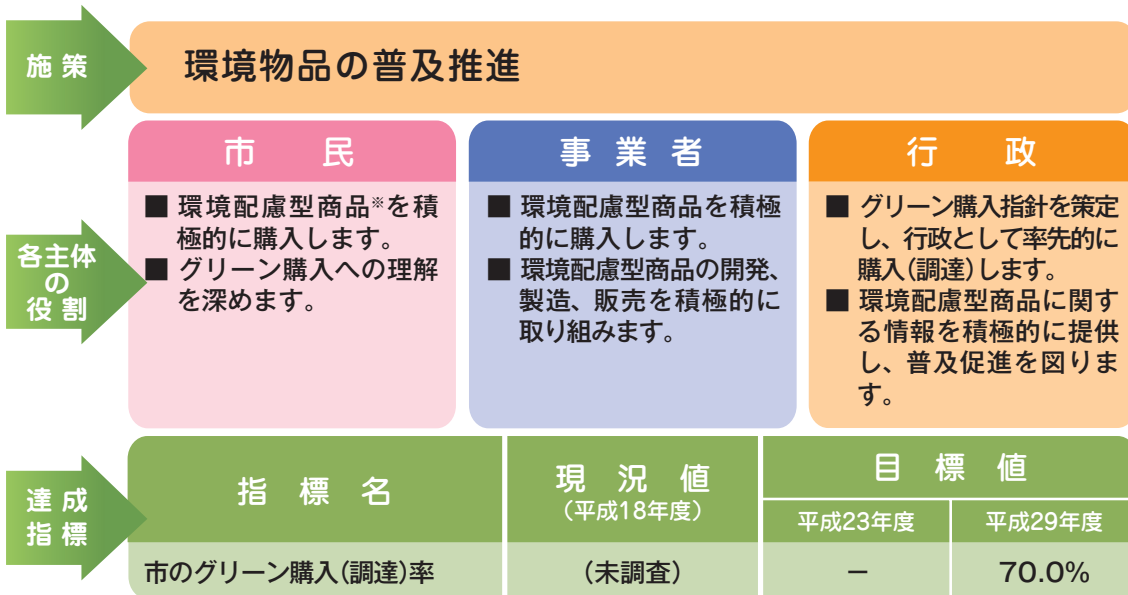 施策
環境物品の普及推進
各主体
の
役割
市民
■ 環境配慮型商品※を積
極的に購入します。
■ グリーン購入への理解
を深めます。
事業者
■ 環境配慮型商品を積極
的に購入します。
■ 環境配慮型商品の開発、
製造、販売を積極的に
取り組みます。
行政
■ グリーン購入指針を策定
し、行政として率先的に
購入(調達)します。
■ 環境配慮型商品に関す
る情報を積極的に提供
し、普及促進を図りま
す。
達成
指標
指標名
現況値
(平成18年度)
目標値
平成23年度
平成29年度
市のグリーン購入(調達)率
(未調査)
－
70.0%